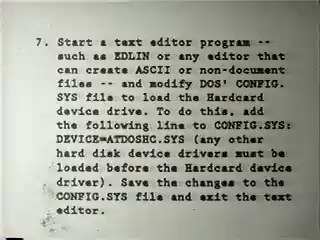 7. Start a text editor program --
such as EDLIN or any editor that
can create ASCII or non-document
files -- and modify DOS' CONFIG.
SYS file to load the Hardcard
device drive. To do this, add
the following line to CONFIG.SYS:
DEVICE=ATDOSHC.SYS (any other
hard disk device drivers must be
loaded before the Hardcard device
driver). Save the changes to the
CONFIG.SYS file and exit the text
editor.